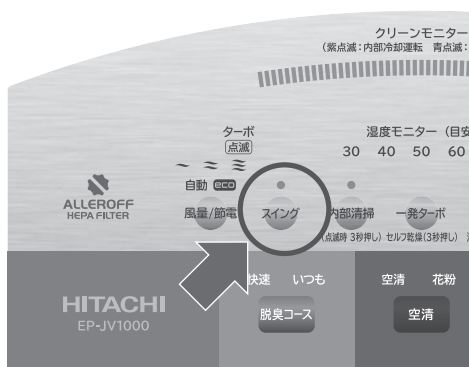 クリーンモニター
(紫点滅：内部冷却運転 青点滅：
ターボ
点滅
湿度モニター (目安
30 40 50 60
自動 eco
ALLEROFF
HEPA FILTER
風量/節電 スイング 内部清掃 一発ターボ
(点滅時 3秒押し) セルフ乾燥(3秒押し)
快速 いつも 空清 花粉
HITACHI
EP-JV1000
脱臭コース 空清